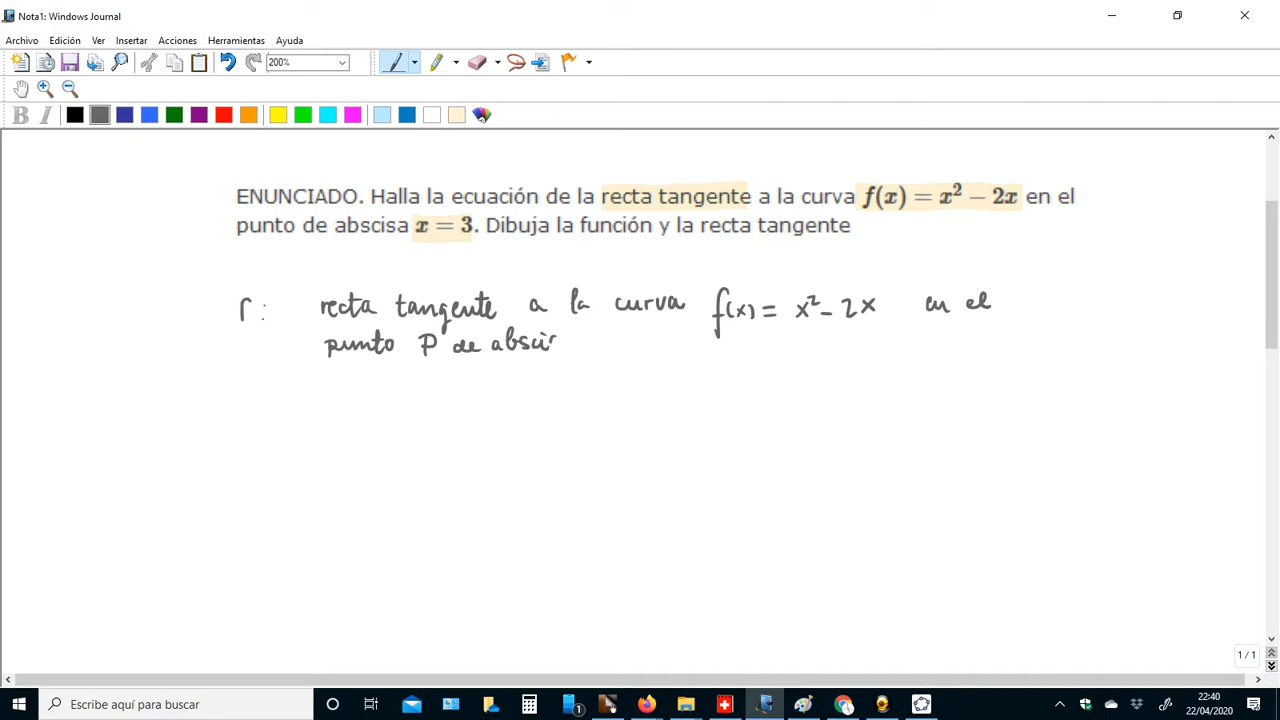 Nota1: Windows Journal
Archivo Edición Ver Insertar Acciones Herramientas Ayuda
200%
B I
ENUNCIADO. Halla la ecuación de la recta tangente a la curva f(x) = x² − 2x en el
punto de abscisa x = 3. Dibuja la función y la recta tangente
r: recta tangente a la curva f(x) = x² - 2x en el
punto P de absci
1 / 1
Escribe aquí para buscar
1
22:40
22/04/2020